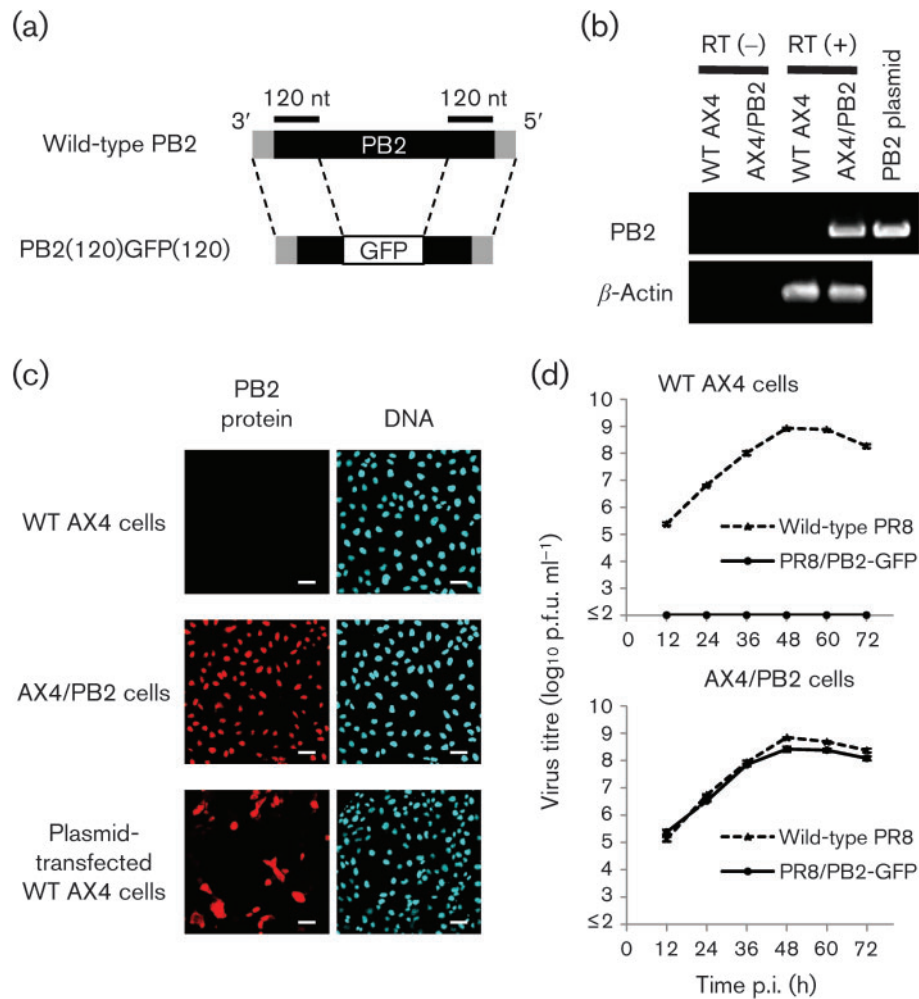 (a)
120 nt 120 nt
3′ 5′
Wild-type PB2 PB2
PB2(120)GFP(120) GFP
(b)
RT (–) RT (+)
WT AX4
AX4/PB2
WT AX4
AX4/PB2
PB2 plasmid
PB2
β-Actin
(c)
PB2
protein
DNA
WT AX4 cells
AX4/PB2 cells
Plasmid-
transfected
WT AX4 cells
(d)
WT AX4 cells
10
9
8
7
6
5
4
3
≤2
0 12 24 36 48 60 72
Wild-type PR8
PR8/PB2-GFP
Virus titre (log₁₀ p.f.u. ml⁻¹)
AX4/PB2 cells
10
9
8
7
6
5
4
3
≤2
0 12 24 36 48 60 72
Wild-type PR8
PR8/PB2-GFP
Time p.i. (h)